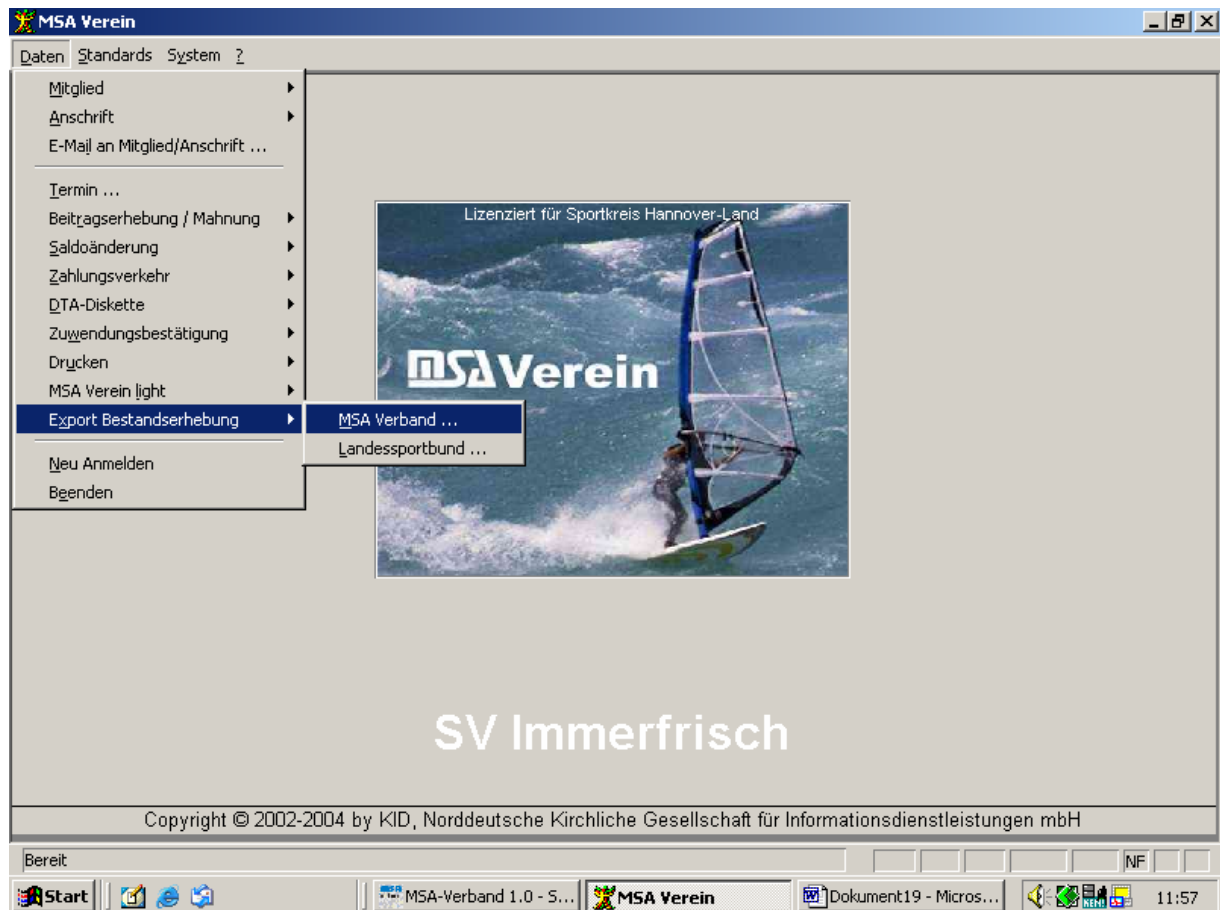 MSA Verein
Daten Standards System ?
Mitglied
Anschrift
E-Mail an Mitglied/Anschrift ...
Termin ...
Beitragserhebung / Mahnung
Saldoänderung
Zahlungsverkehr
DTA-Diskette
Zuwendungsbestätigung
Drucken
MSA Verein light
Export Bestandserhebung
MSA Verband ...
Landessportbund ...
Neu Anmelden
Beenden
Lizenziert für Sportkreis Hannover-Land
MSA Verein
SV Immerfrisch
Copyright © 2002-2004 by KID, Norddeutsche Kirchliche Gesellschaft für Informationsdienstleistungen mbH
Bereit
NF
Start
MSA-Verband 1.0 - S...
MSA Verein
Dokument19 - Micros...
11:57